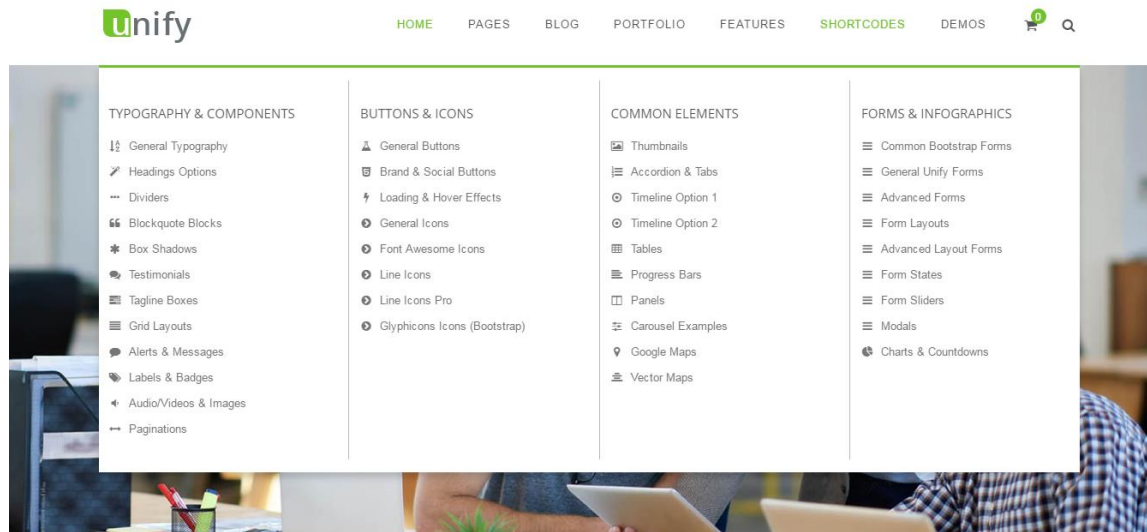 unify
HOME PAGES BLOG PORTFOLIO FEATURES SHORTCODES DEMOS 0
TYPOGRAPHY & COMPONENTS
General Typography
Headings Options
Dividers
Blockquote Blocks
Box Shadows
Testimonials
Tagline Boxes
Grid Layouts
Alerts & Messages
Labels & Badges
Audio/Videos & Images
Paginations
BUTTONS & ICONS
General Buttons
Brand & Social Buttons
Loading & Hover Effects
General Icons
Font Awesome Icons
Line Icons
Line Icons Pro
Glyphicons Icons (Bootstrap)
COMMON ELEMENTS
Thumbnails
Accordion & Tabs
Timeline Option 1
Timeline Option 2
Tables
Progress Bars
Panels
Carousel Examples
Google Maps
Vector Maps
FORMS & INFOGRAPHICS
Common Bootstrap Forms
General Unify Forms
Advanced Forms
Form Layouts
Advanced Layout Forms
Form States
Form Sliders
Modals
Charts & Countdowns